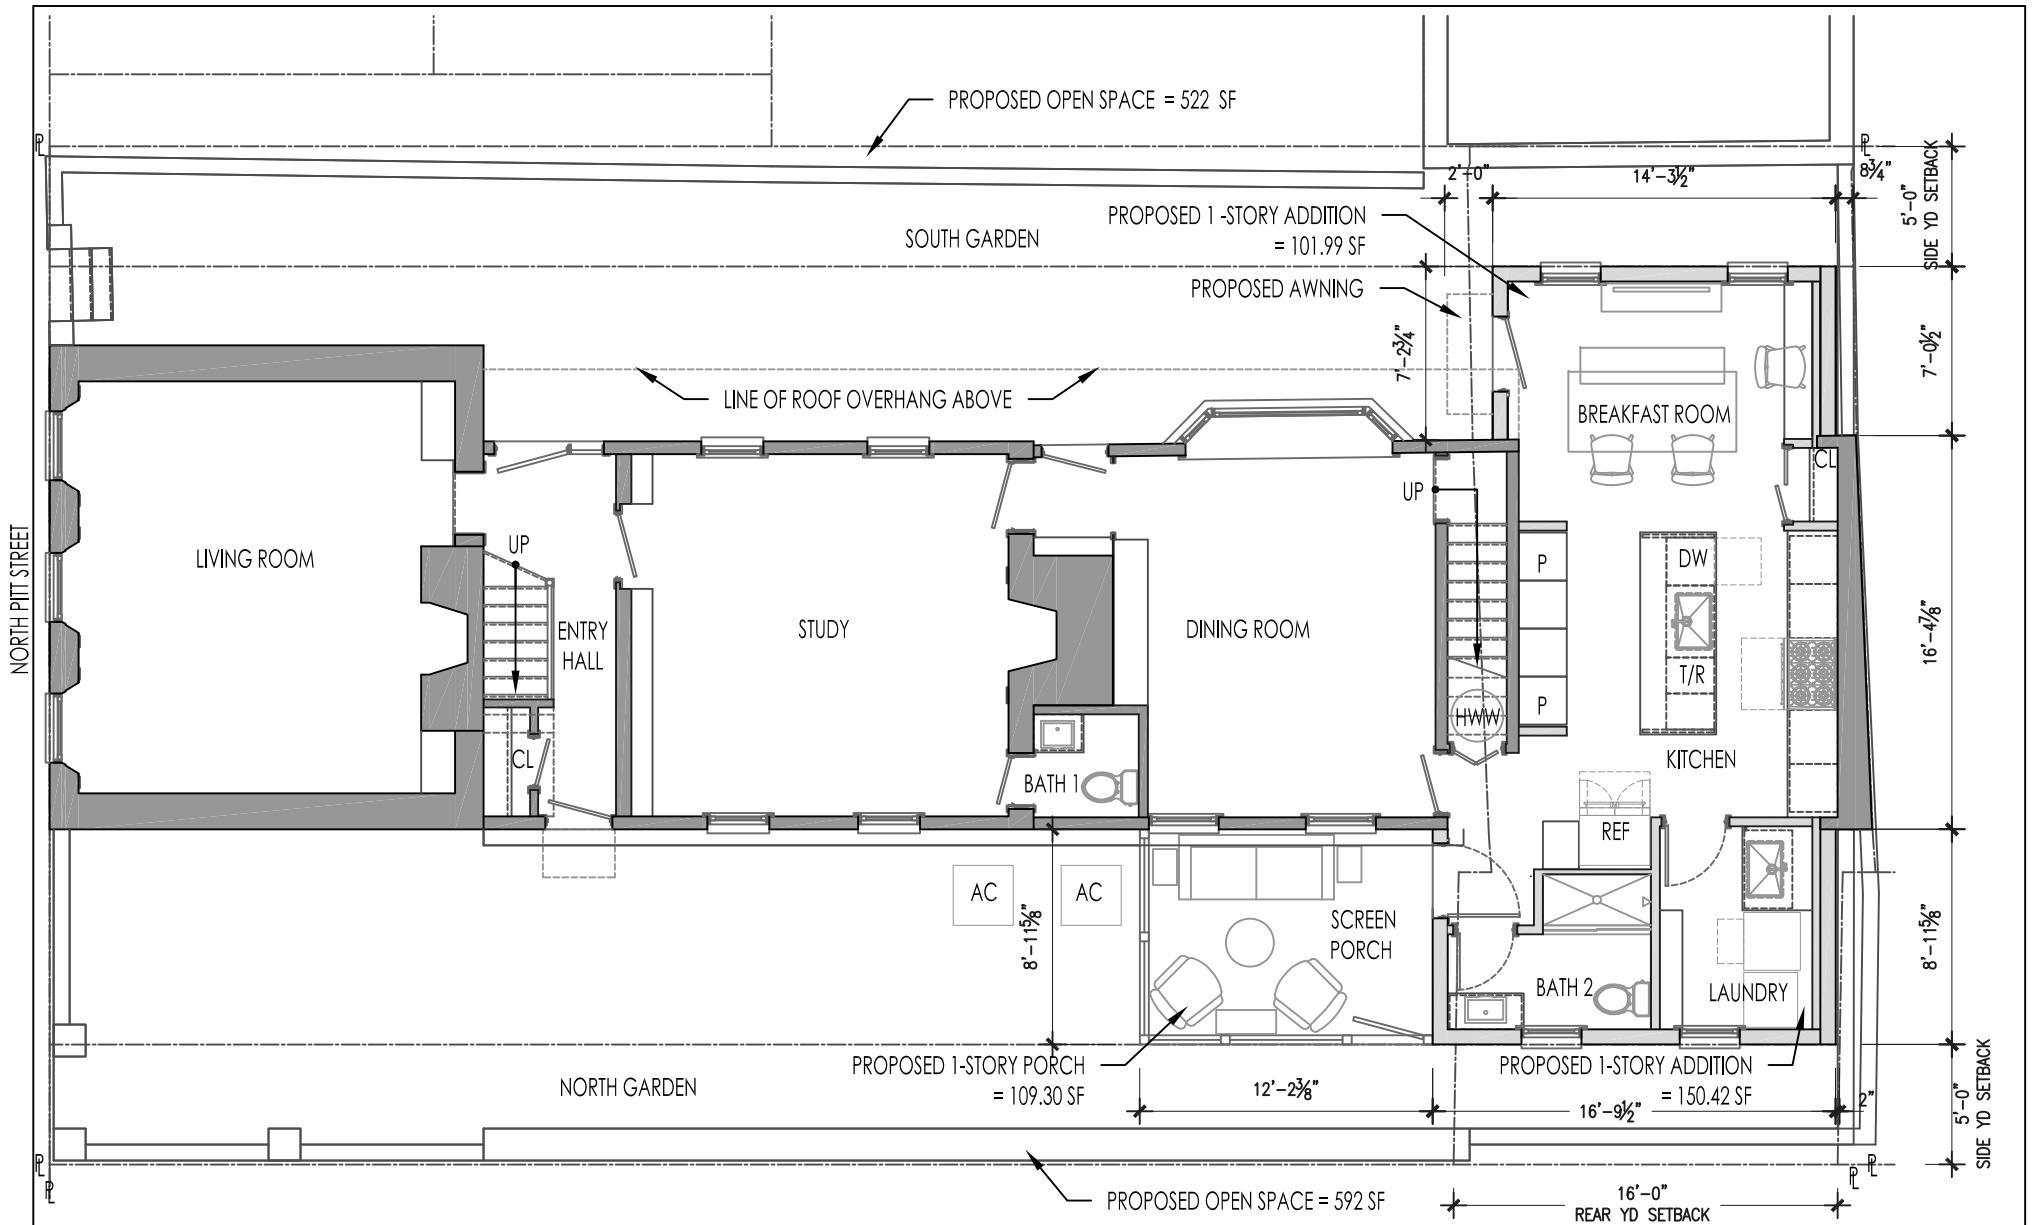 PROPOSED OPEN SPACE = 522 SF
PL
PL
2'-0"
14'-3½"
8¾"
5'-0"
SIDE YD SETBACK
PROPOSED 1 -STORY ADDITION
= 101.99 SF
SOUTH GARDEN
PROPOSED AWNING
7'-2¾"
7'-0½"
LINE OF ROOF OVERHANG ABOVE
BREAKFAST ROOM
CL
UP
NORTH PITT STREET
LIVING ROOM
UP
P
DW
ENTRY
HALL
STUDY
DINING ROOM
16'-4⅞"
T/R
P
HWW
CL
KITCHEN
BATH 1
REF
AC
AC
8'-11⅝"
SCREEN
PORCH
8'-11⅝"
BATH 2
LAUNDRY
PROPOSED 1-STORY PORCH
= 109.30 SF
PROPOSED 1-STORY ADDITION
= 150.42 SF
NORTH GARDEN
12'-2⅜"
16'-9½"
2"
5'-0"
SIDE YD SETBACK
PL
PL
PL
PL
PROPOSED OPEN SPACE = 592 SF
16'-0"
REAR YD SETBACK